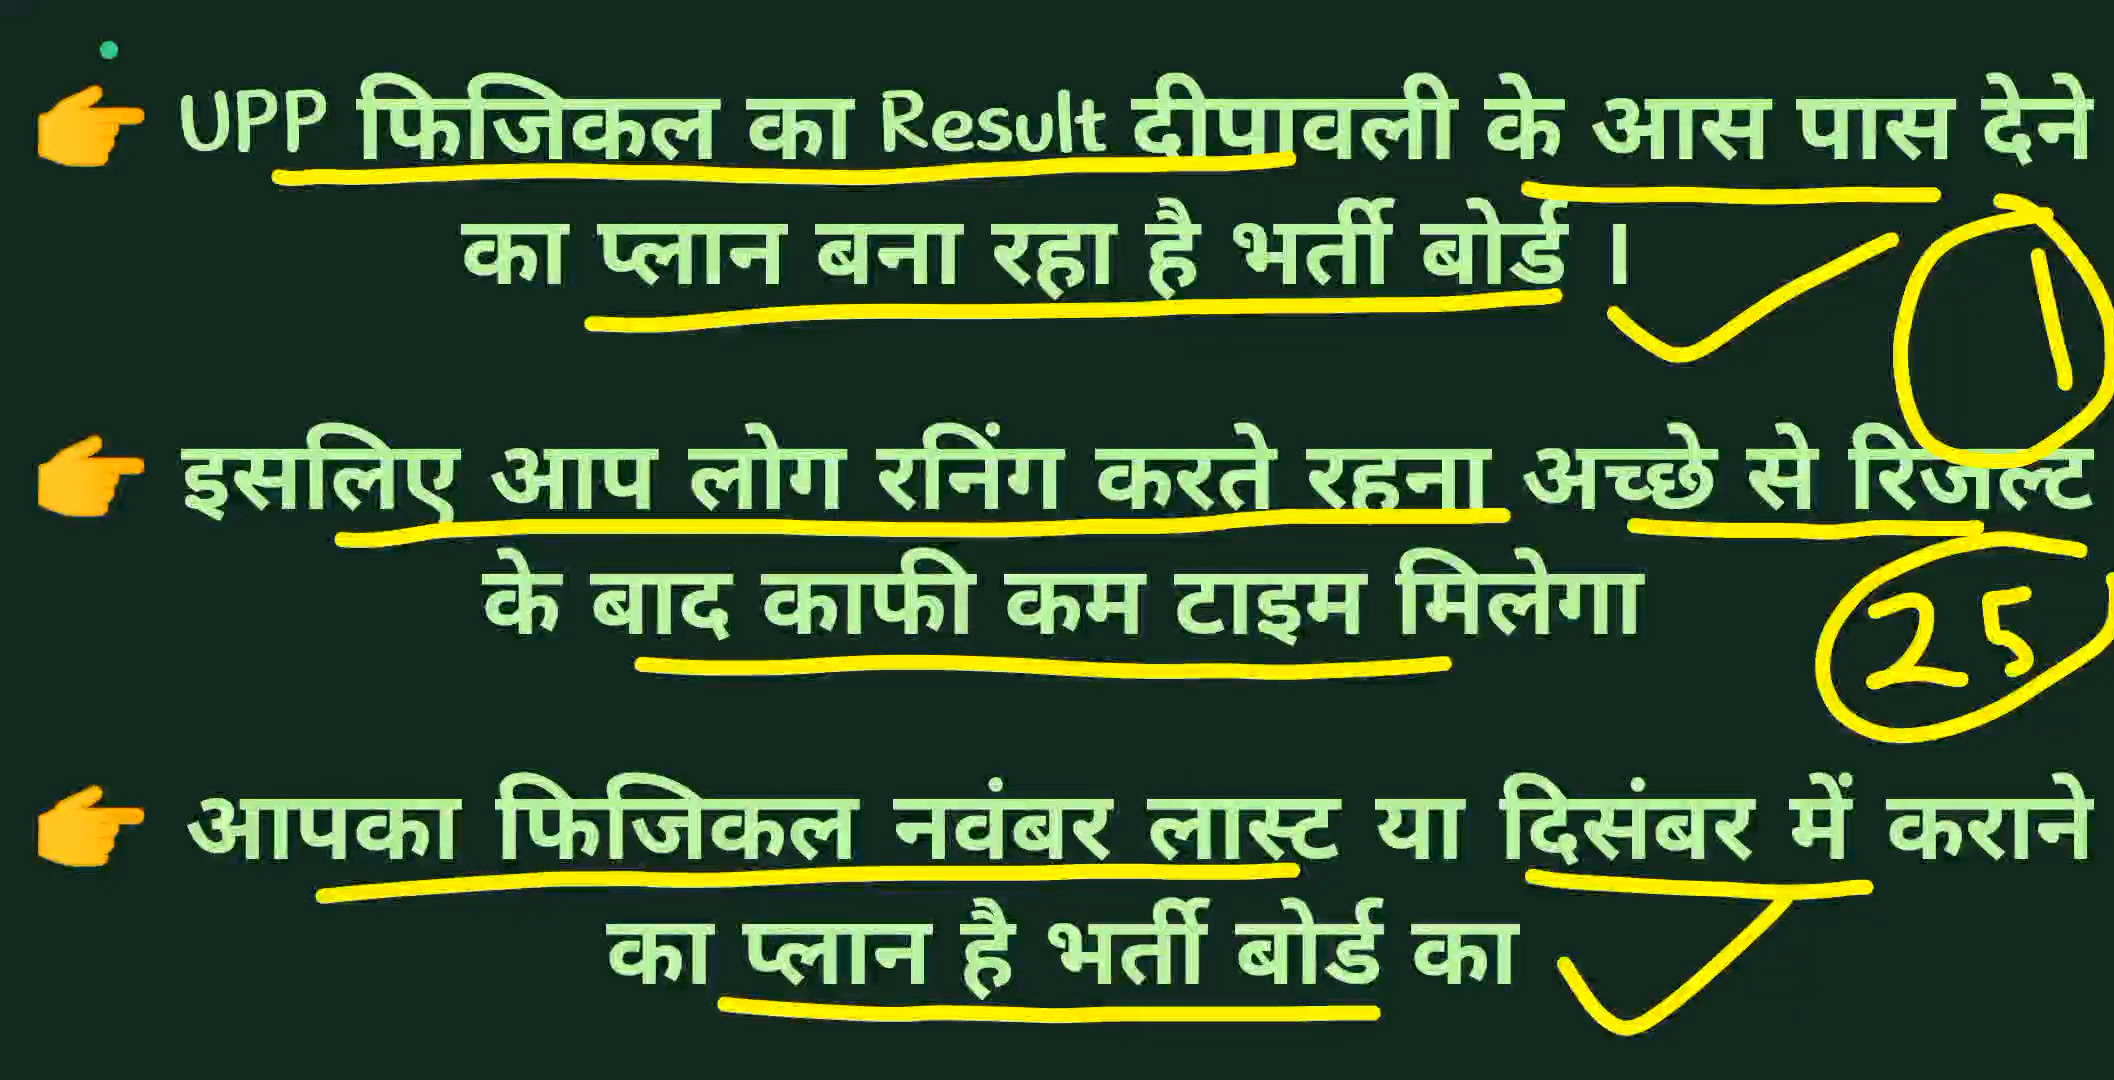 👉 UPP फिजिकल का Result दीपावली के आस पास देने
का प्लान बना रहा है भर्ती बोर्ड ।
1
👉 इसलिए आप लोग रनिंग करते रहना अच्छे से रिजल्ट
के बाद काफी कम टाइम मिलेगा
25
👉 आपका फिजिकल नवंबर लास्ट या दिसंबर में कराने
का प्लान है भर्ती बोर्ड का